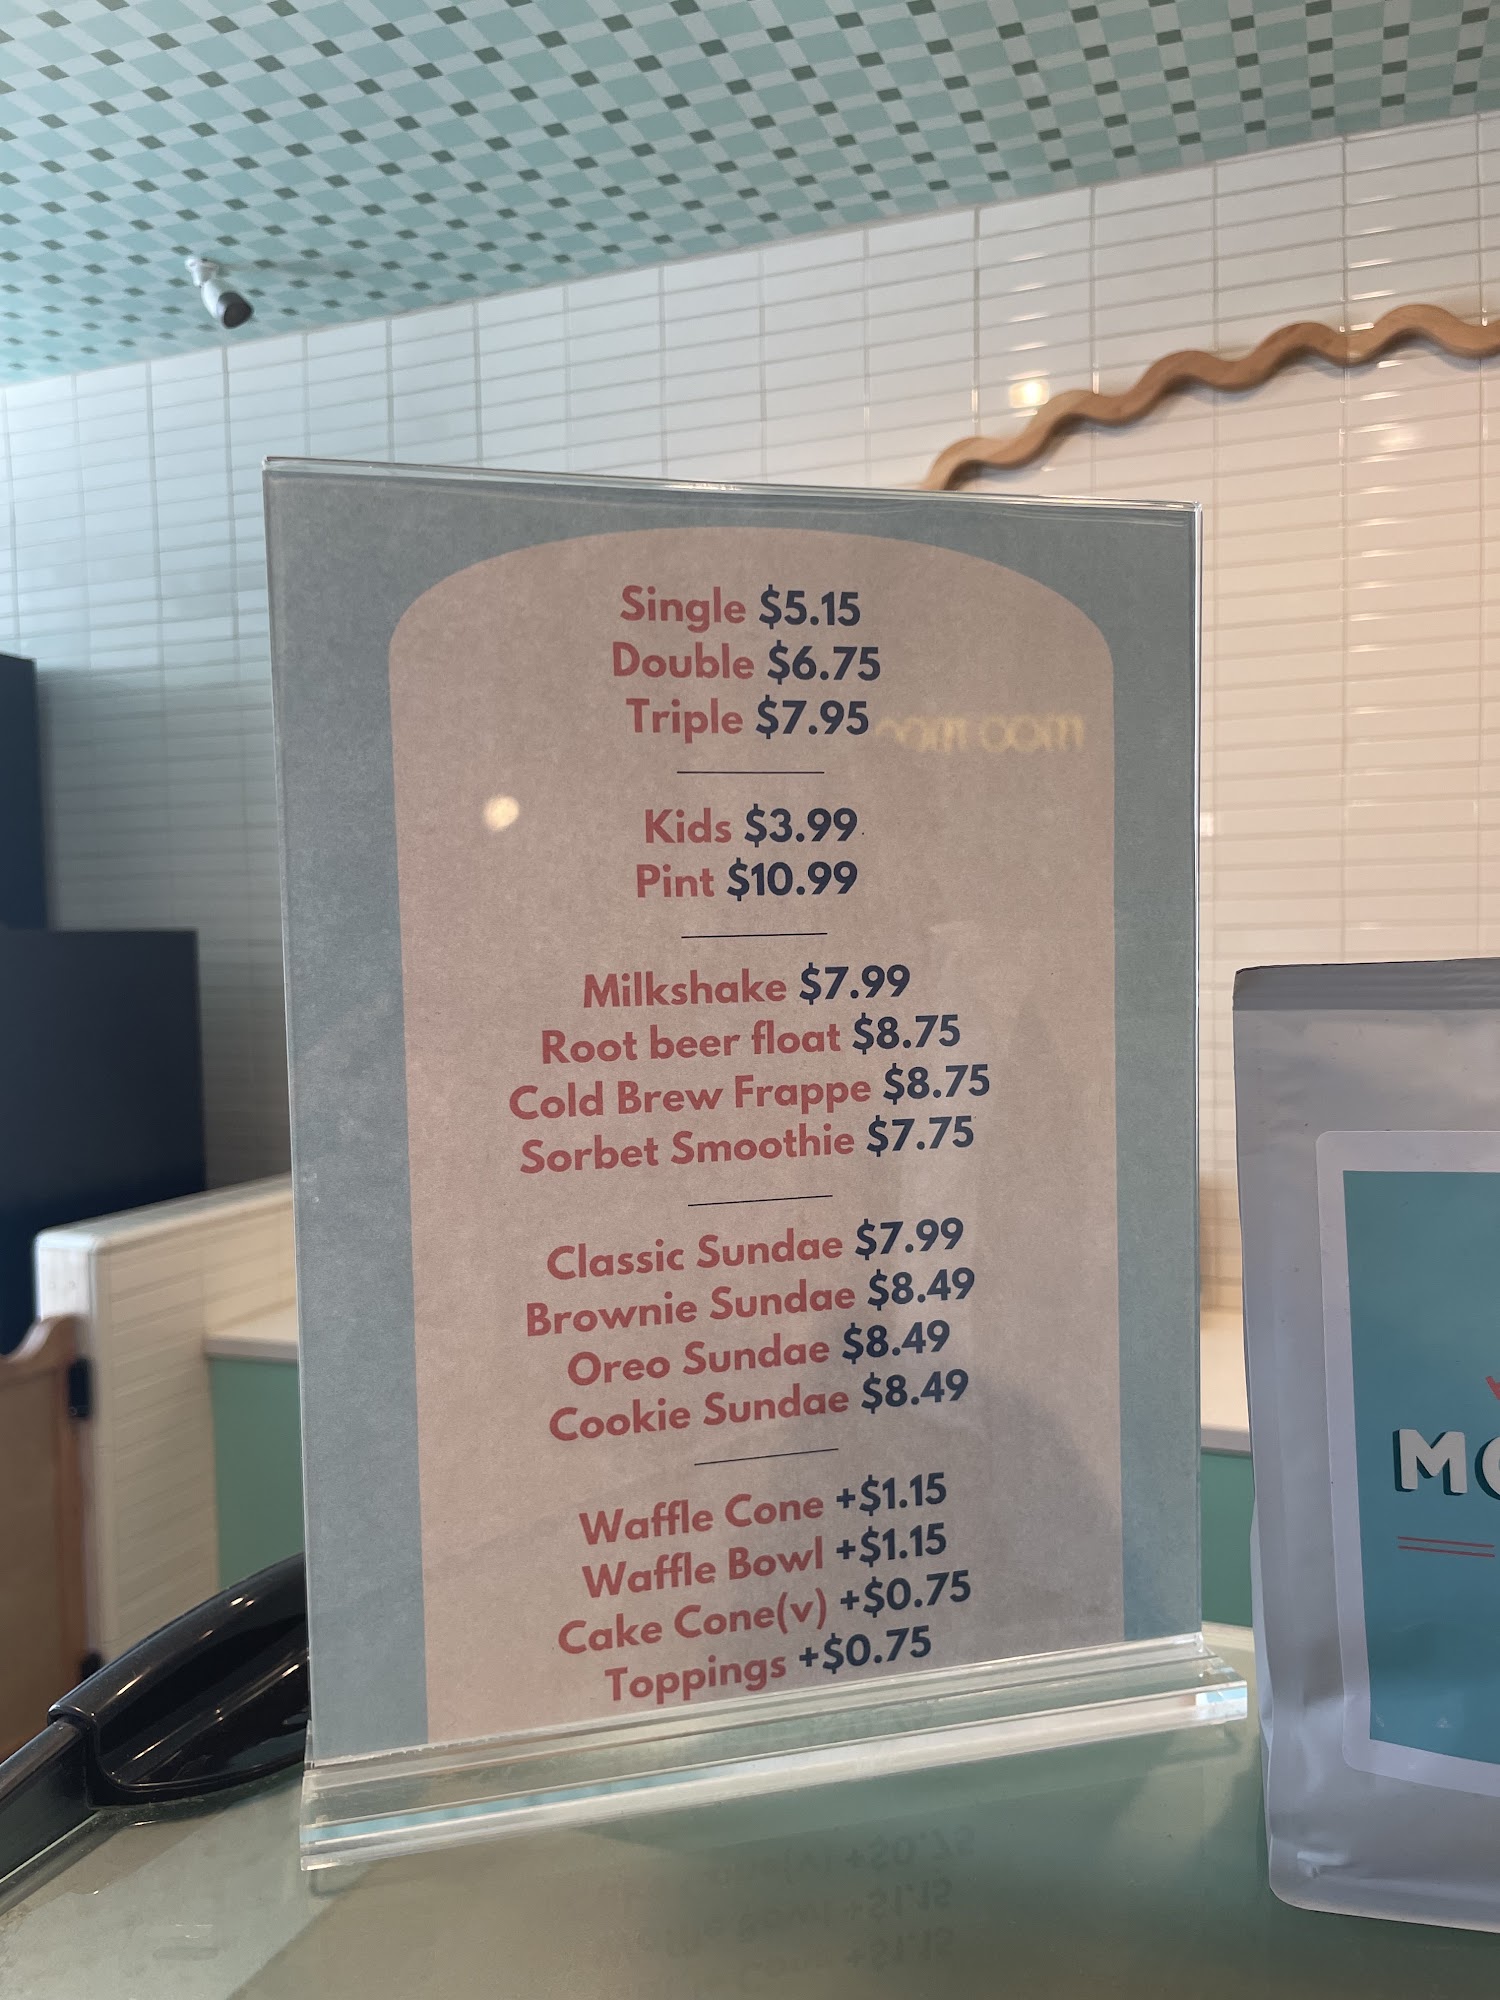 Single $5.15
Double $6.75
Triple $7.95
Kids $3.99
Pint $10.99
Milkshake $7.99
Root beer float $8.75
Cold Brew Frappe $8.75
Sorbet Smoothie $7.75
Classic Sundae $7.99
Brownie Sundae $8.49
Oreo Sundae $8.49
Cookie Sundae $8.49
Waffle Cone +$1.15
Waffle Bowl +$1.15
Cake Cone(v) +$0.75
Toppings +$0.75